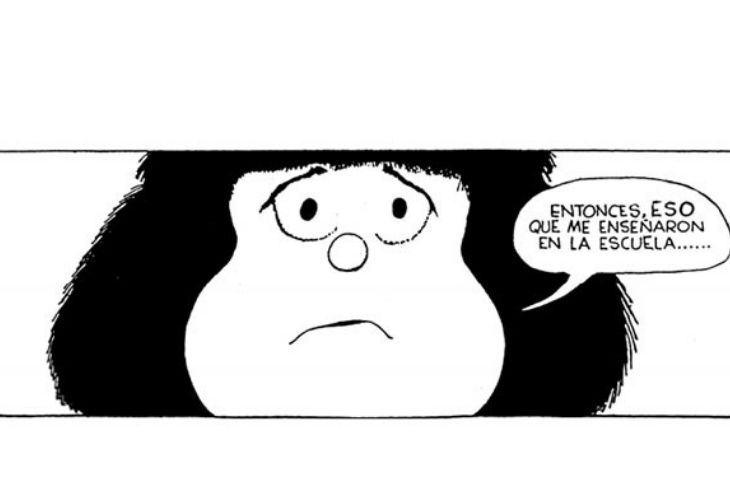 ENTONCES, ESO
QUE ME ENSEÑARON
EN LA ESCUELA......